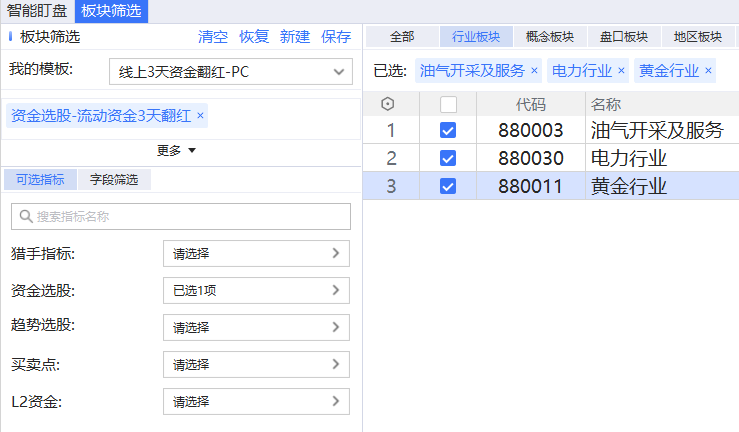 智能盯盘 板块筛选
板块筛选 清空 恢复 新建 保存
我的模板: 线上3天资金翻红-PC
资金选股-流动资金3天翻红 ×
更多
可选指标 字段筛选
搜索指标名称
猎手指标: 请选择
资金选股: 已选1项
趋势选股: 请选择
买卖点: 请选择
L2资金: 请选择
全部 行业板块 概念板块 盘口板块 地区板块
已选: 油气开采及服务 × 电力行业 × 黄金行业 ×
代码 名称
1 880003 油气开采及服务
2 880030 电力行业
3 880011 黄金行业